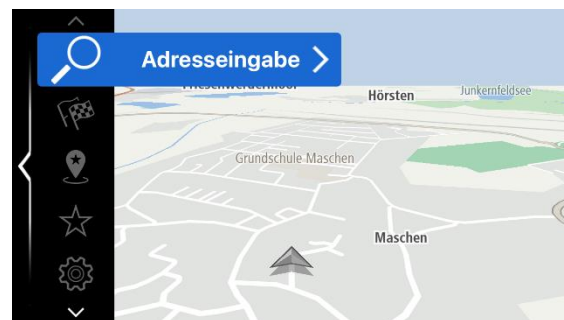 Adresseingabe
Hörsten
Junkernfeldsee
Grundschule Maschen
Maschen